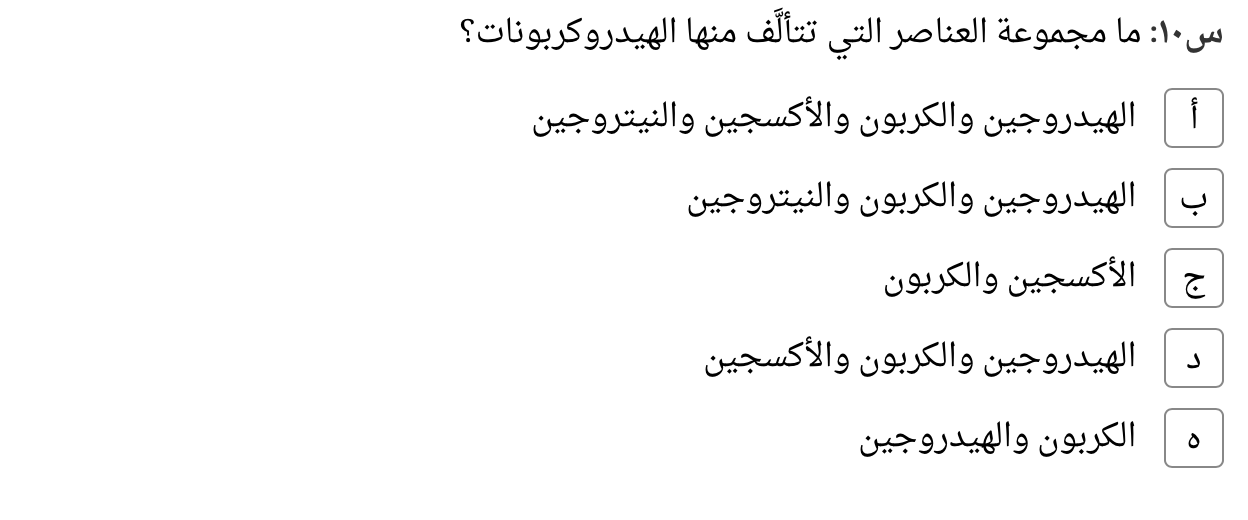 س١٠: ما مجموعة العناصر التي تتألَّف منها الهيدروكربونات؟
أ الهيدروجين والكربون والأكسجين والنيتروجين
ب الهيدروجين والكربون والنيتروجين
ج الأكسجين والكربون
د الهيدروجين والكربون والأكسجين
ه الكربون والهيدروجين